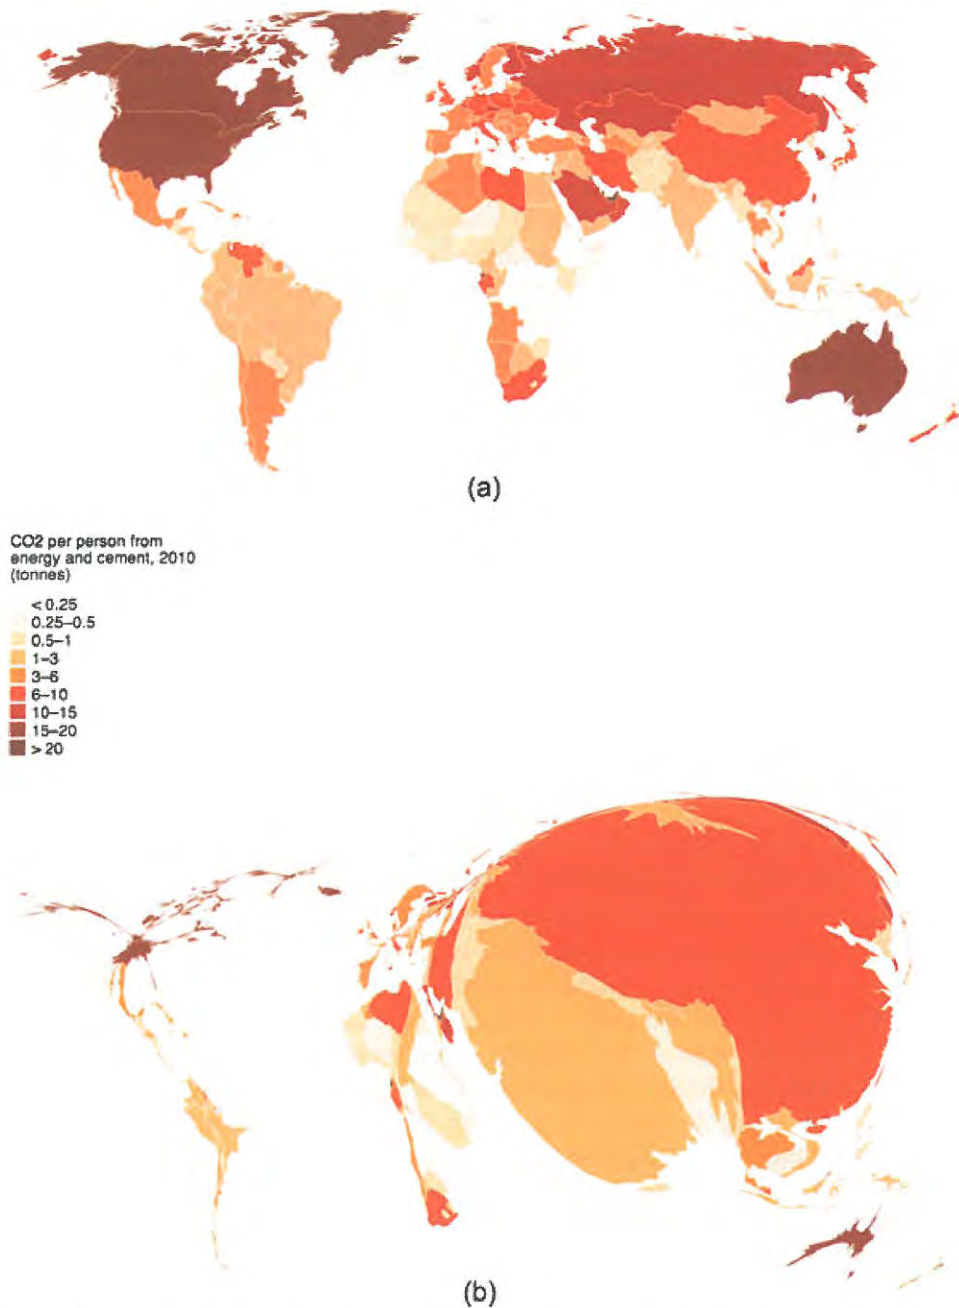 (a)
CO2 per person from
energy and cement, 2010
(tonnes)
< 0.25
0.25–0.5
0.5–1
1–3
3–6
6–10
10–15
15–20
> 20
(b)